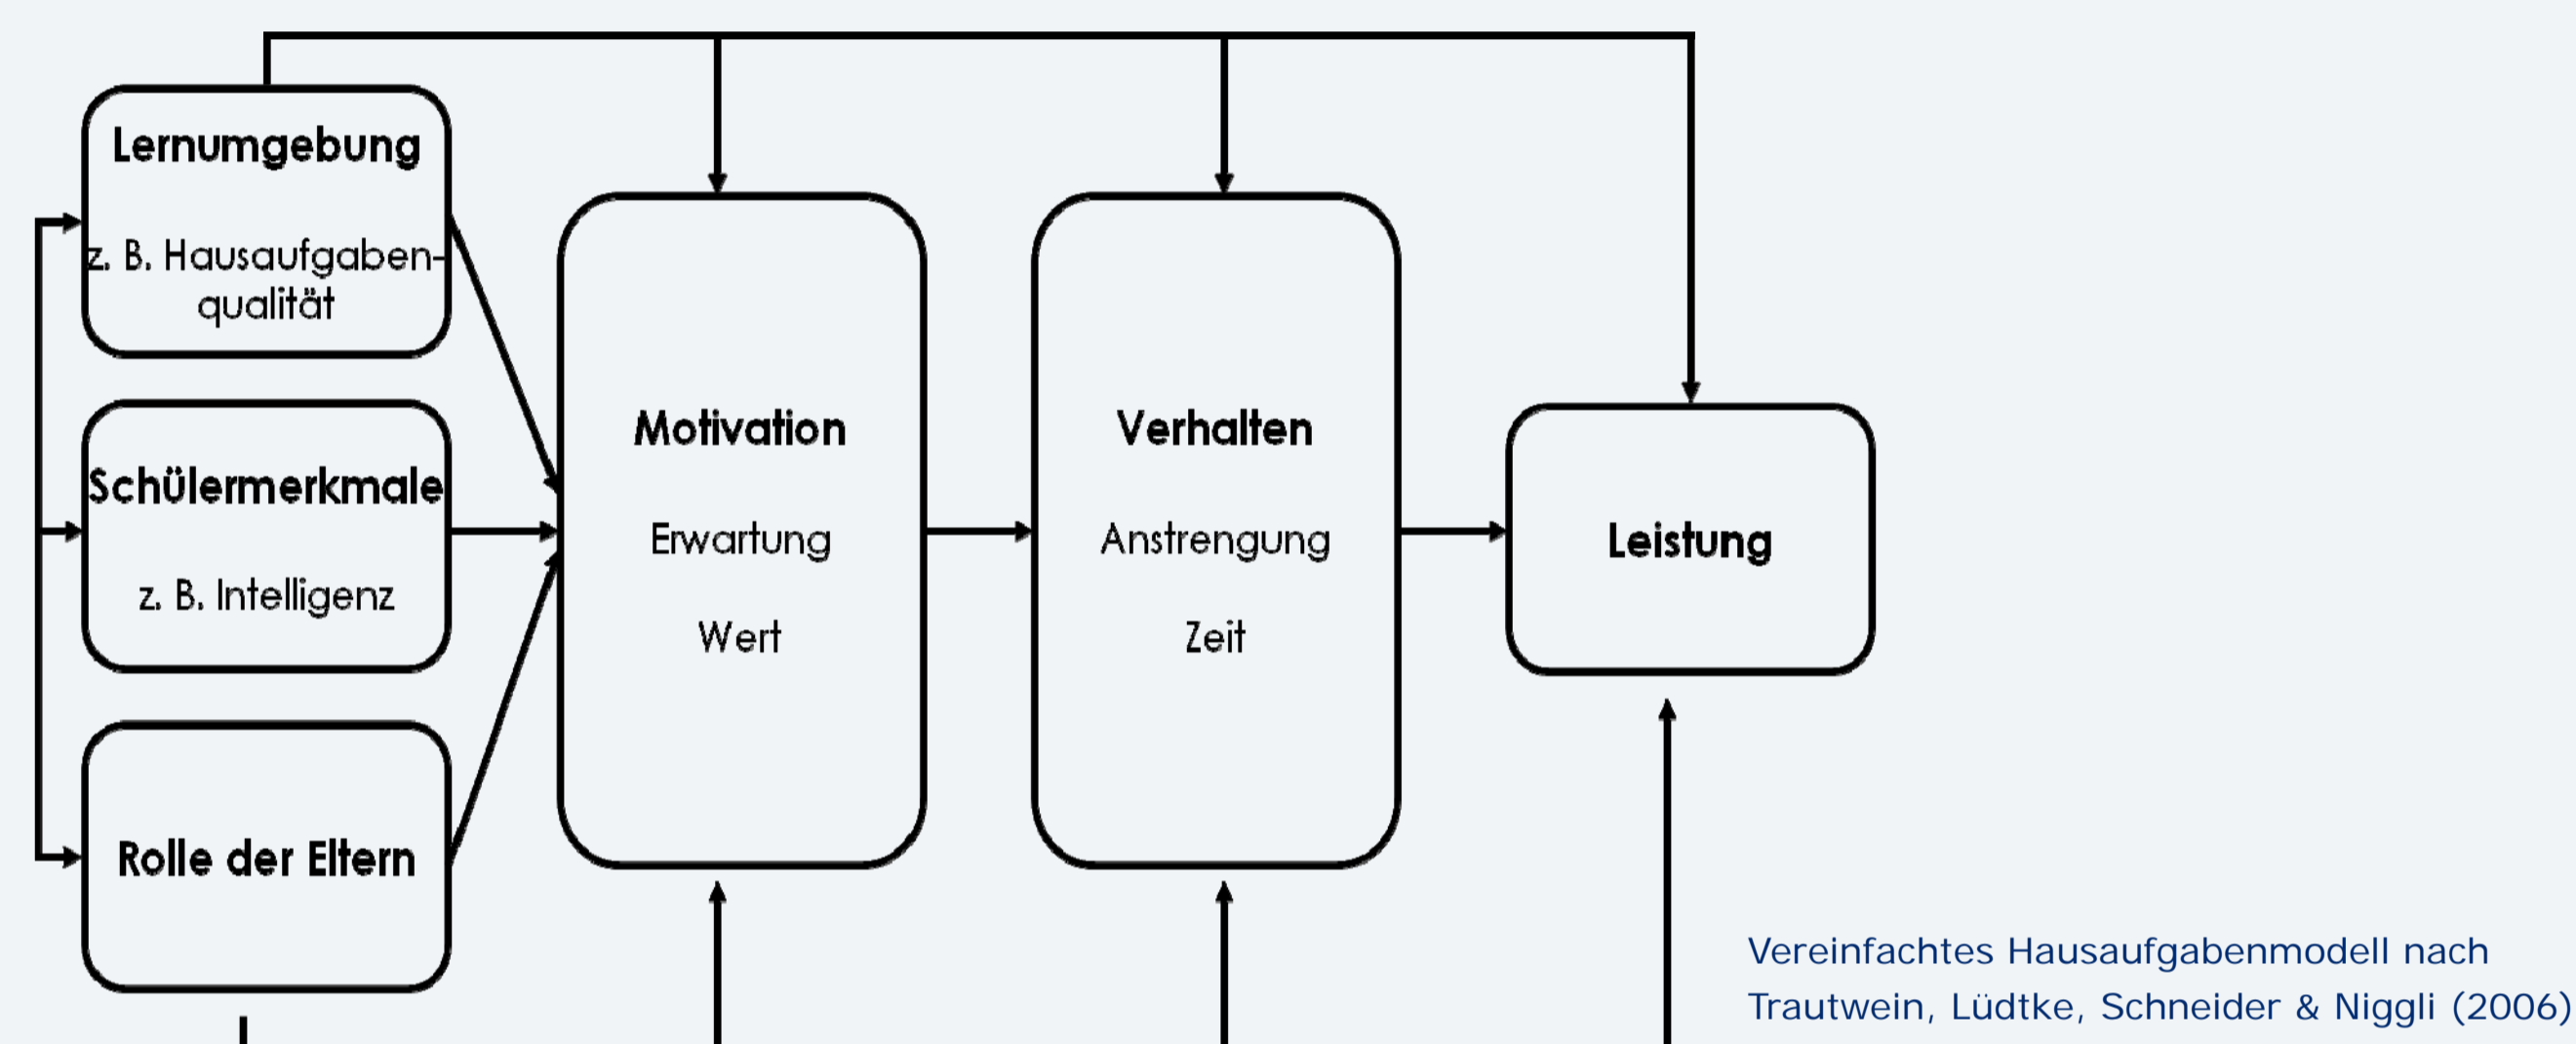 Lernumgebung
z. B. Hausaufgaben-
qualität
Schülermerkmale
z. B. Intelligenz
Rolle der Eltern
Motivation
Erwartung
Wert
Verhalten
Anstrengung
Zeit
Leistung
Vereinfachtes Hausaufgabenmodell nach
Trautwein, Lüdtke, Schneider & Niggli (2006)